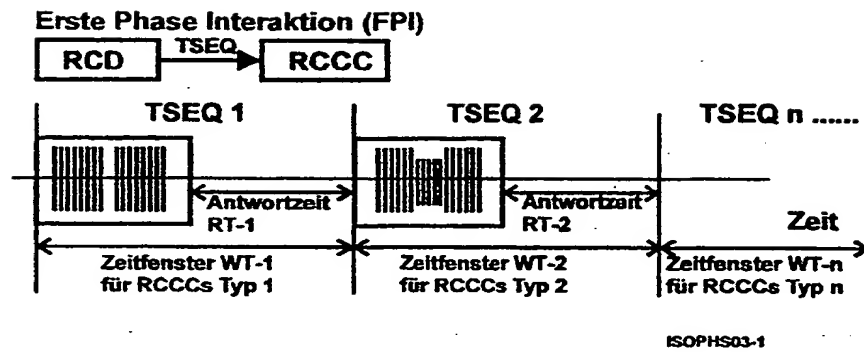 Erste Phase Interaktion (FPI)
TSEQ
RCD
RCCC
TSEQ 1
TSEQ 2
TSEQ n ......
Antwortzeit
RT-1
Antwortzeit
RT-2
Zeit
Zeitfenster WT-1
für RCCCs Typ 1
Zeitfenster WT-2
für RCCCs Typ 2
Zeitfenster WT-n
für RCCCs Typ n
ISOPHS03-1